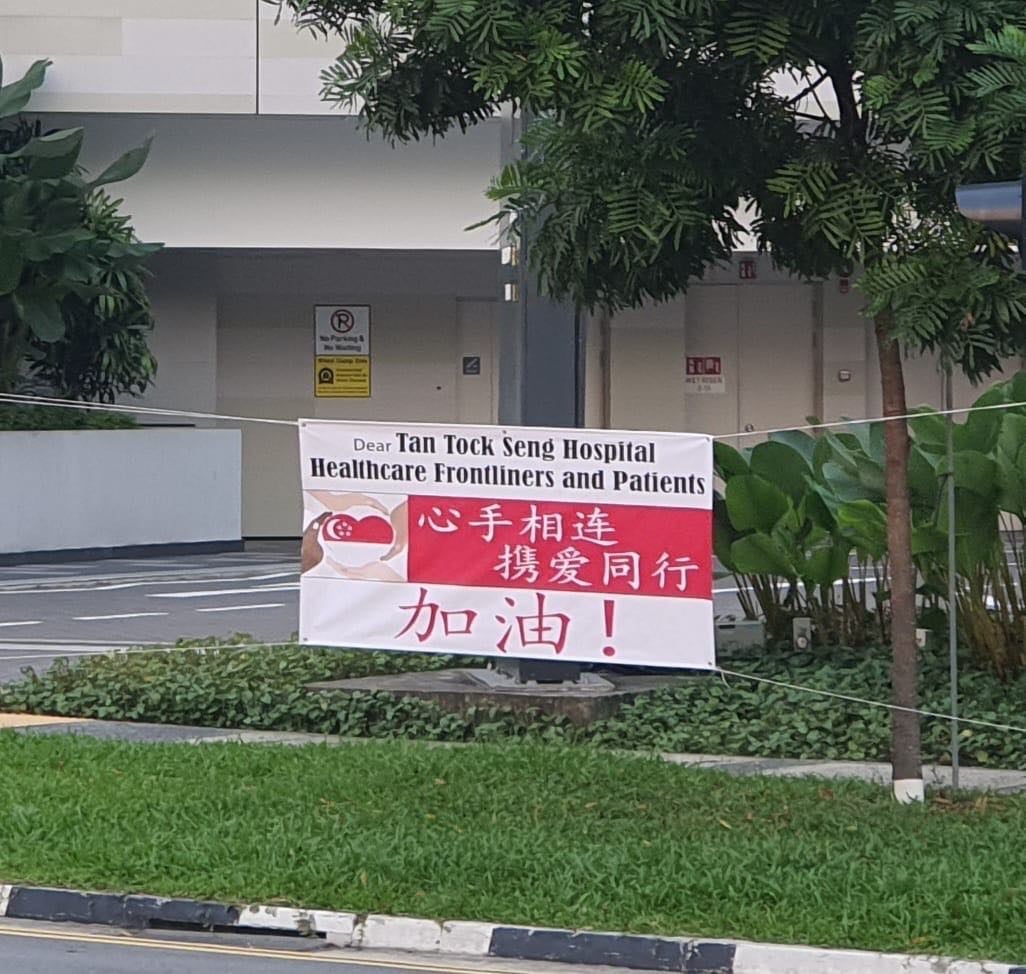 No Parking &
No Waiting
Dear Tan Tock Seng Hospital
Healthcare Frontliners and Patients
心手相连
携爱同行
加油！